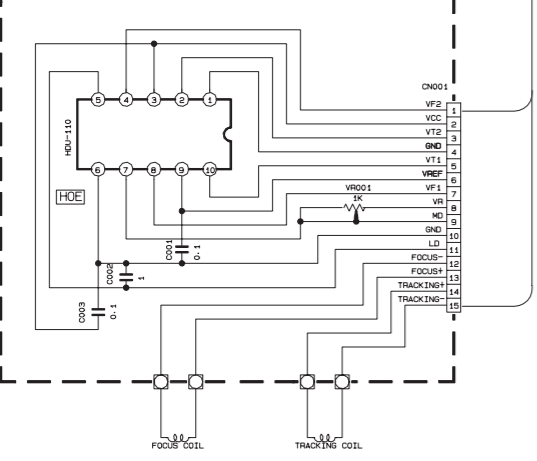 CN001
5 4 3 2 1
HDU-110
6 7 8 9 10
HOE
VF2 1
VCC 2
VT2 3
GND 4
VT1 5
VREF 6
VF1 7
VR001
1K
VR 8
MD 9
GND 10
LD 11
FOCUS- 12
FOCUS+ 13
TRACKING+ 14
TRACKING- 15
C001
0.1
C002
1
C003
0.1
FOCUS COIL
TRACKING COIL